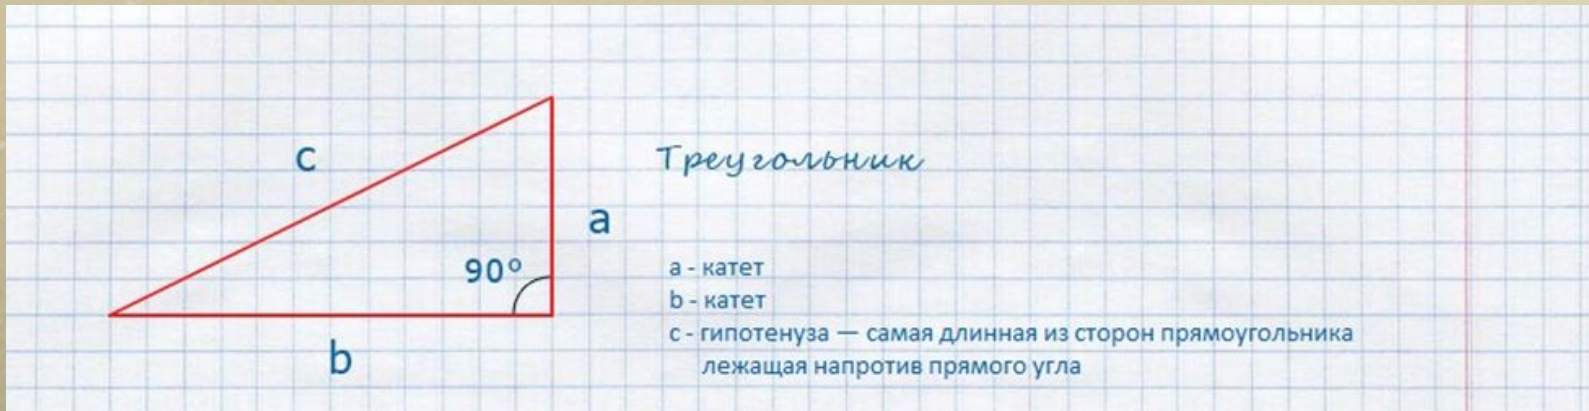 c
Треугольник
a
90°
a - катет
b - катет
c - гипотенуза — самая длинная из сторон прямоугольника
лежащая напротив прямого угла
b